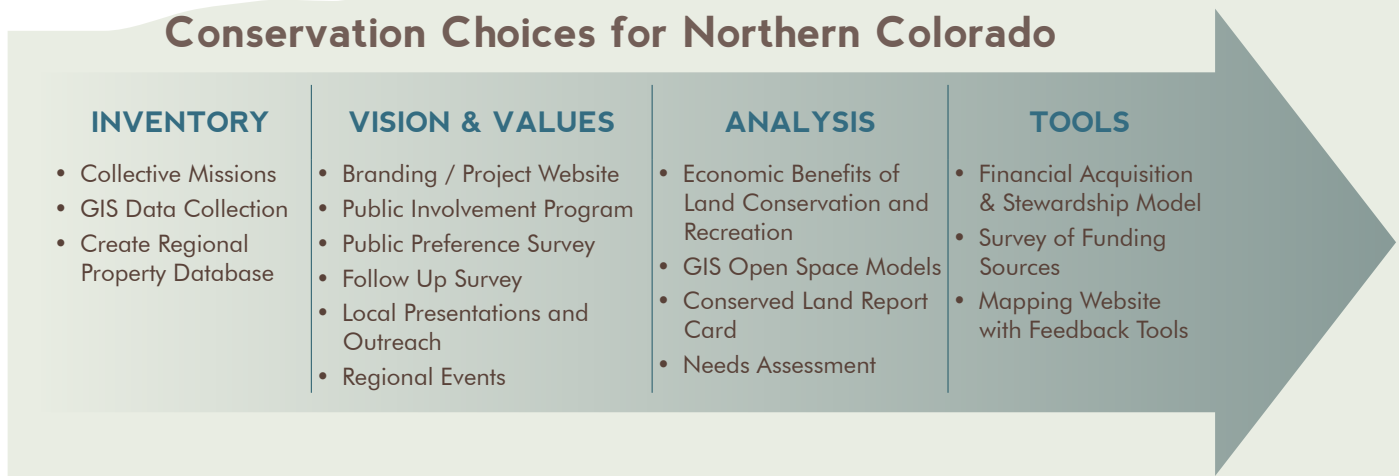 Conservation Choices for Northern Colorado
INVENTORY
• Collective Missions
• GIS Data Collection
• Create Regional
Property Database
VISION & VALUES
• Branding / Project Website
• Public Involvement Program
• Public Preference Survey
• Follow Up Survey
• Local Presentations and
Outreach
• Regional Events
ANALYSIS
• Economic Benefits of
Land Conservation and
Recreation
• GIS Open Space Models
• Conserved Land Report
Card
• Needs Assessment
TOOLS
• Financial Acquisition
& Stewardship Model
• Survey of Funding
Sources
• Mapping Website
with Feedback Tools